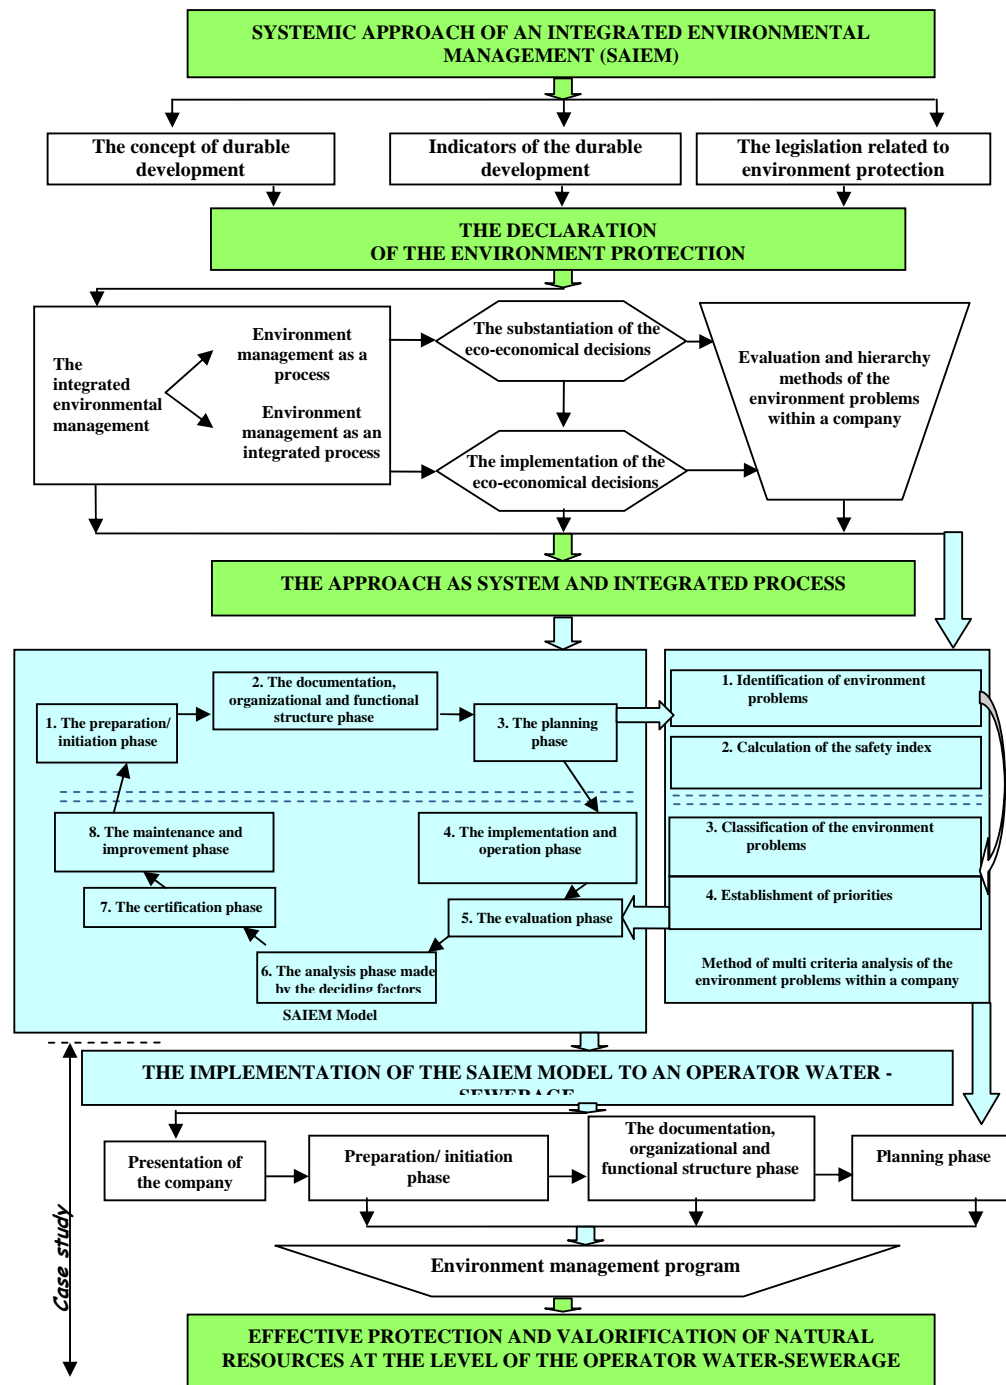 SYSTEMIC APPROACH OF AN INTEGRATED ENVIRONMENTAL
MANAGEMENT (SAIEM)
The concept of durable
development
Indicators of the durable
development
The legislation related to
environment protection
THE DECLARATION
OF THE ENVIRONMENT PROTECTION
The
integrated
environmental
management
Environment
management as a
process
Environment
management as an
integrated process
The substantiation of the
eco-economical decisions
The implementation of the
eco-economical decisions
Evaluation and hierarchy
methods of the
environment problems
within a company
THE APPROACH AS SYSTEM AND INTEGRATED PROCESS
1. The preparation/
initiation phase
2. The documentation,
organizational and functional
structure phase
3. The planning
phase
4. The implementation and
operation phase
5. The evaluation phase
6. The analysis phase made
by the deciding factors
7. The certification phase
8. The maintenance and
improvement phase
SAIEM Model
1. Identification of environment
problems
2. Calculation of the safety index
3. Classification of the environment
problems
4. Establishment of priorities
Method of multi criteria analysis of the
environment problems within a company
THE IMPLEMENTATION OF THE SAIEM MODEL TO AN OPERATOR WATER -
SEWERAGE
Presentation of
the company
Preparation/ initiation
phase
The documentation,
organizational and
functional structure phase
Planning phase
Case study
Environment management program
EFFECTIVE PROTECTION AND VALORIFICATION OF NATURAL
RESOURCES AT THE LEVEL OF THE OPERATOR WATER-SEWERAGE